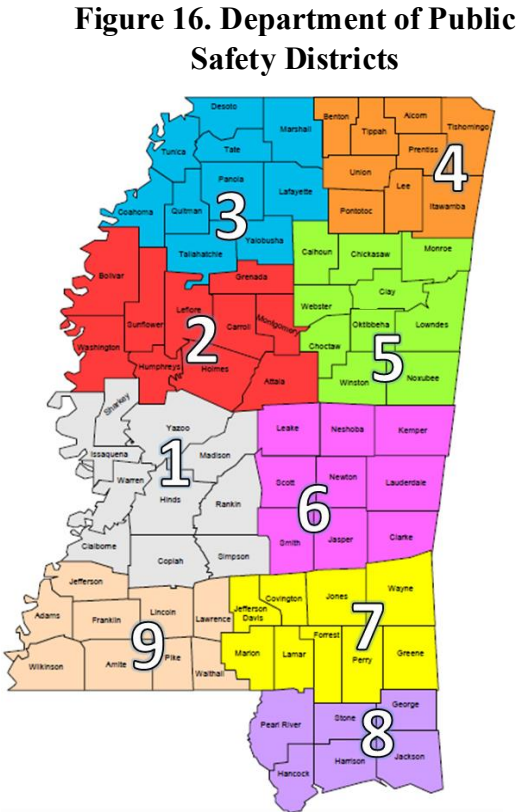 Figure 16. Department of Public
Safety Districts
Desoto
Marshall
Benton
Tippah
Alcorn
Tishomingo
Tunica
Tate
Prentiss
4
Panola
Union
Lee
Lafayette
Coahoma
Quitman
3
Pontotoc
Itawamba
Yalobusha
Tallahatchie
Calhoun
Chickasaw
Monroe
Bolivar
Grenada
Clay
Leflore
Webster
Sunflower
Carroll
Montgomery
Oktibbeha
Lowndes
Washington
2
Choctaw
5
Humphreys
Holmes
Attala
Winston
Noxubee
Sharkey
Yazoo
Leake
Neshoba
Kemper
Issaquena
Madison
1
Warren
Scott
Newton
Lauderdale
Hinds
Rankin
6
Claiborne
Smith
Jasper
Clarke
Copiah
Simpson
Jefferson
Covington
Jones
Wayne
Adams
Franklin
Lincoln
Lawrence
Jefferson
Davis
7
Forrest
9
Marion
Lamar
Perry
Greene
Wilkinson
Amite
Pike
Walthall
George
Pearl River
Stone
8
Harrison
Jackson
Hancock